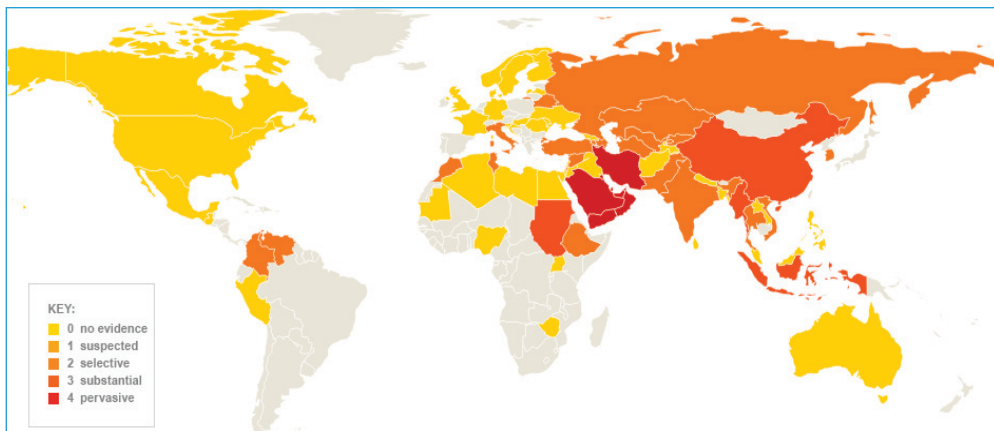 KEY:
0 no evidence
1 suspected
2 selective
3 substantial
4 pervasive